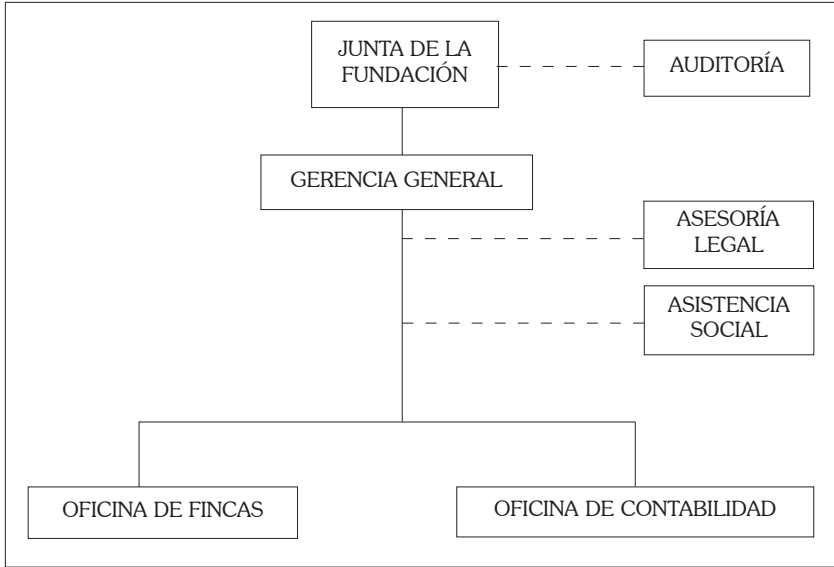 JUNTA DE LA
FUNDACIÓN
AUDITORÍA
GERENCIA GENERAL
ASESORÍA
LEGAL
ASISTENCIA
SOCIAL
OFICINA DE FINCAS
OFICINA DE CONTABILIDAD